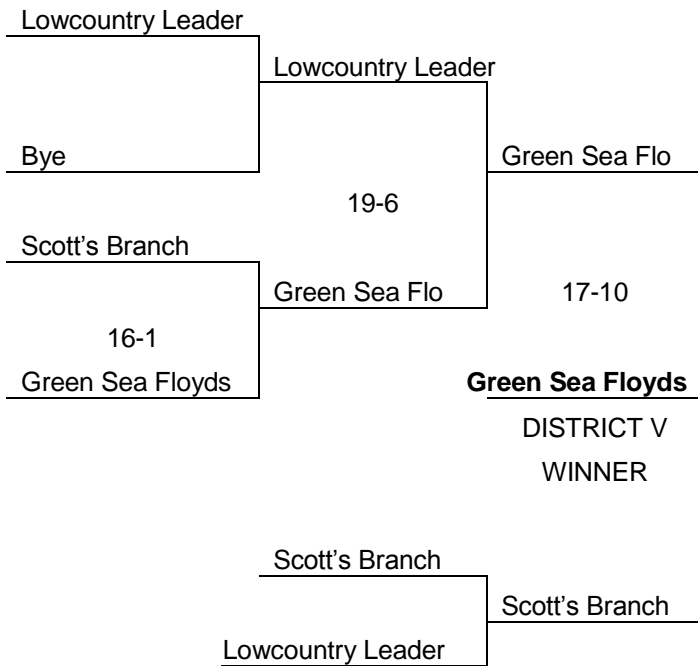 Lowcountry Leader
Lowcountry Leader
Bye
Green Sea Flo
19-6
Scott's Branch
Green Sea Flo
17-10
16-1
Green Sea Floyds
Green Sea Floyds
DISTRICT V
WINNER
Scott's Branch
Scott's Branch
Lowcountry Leader